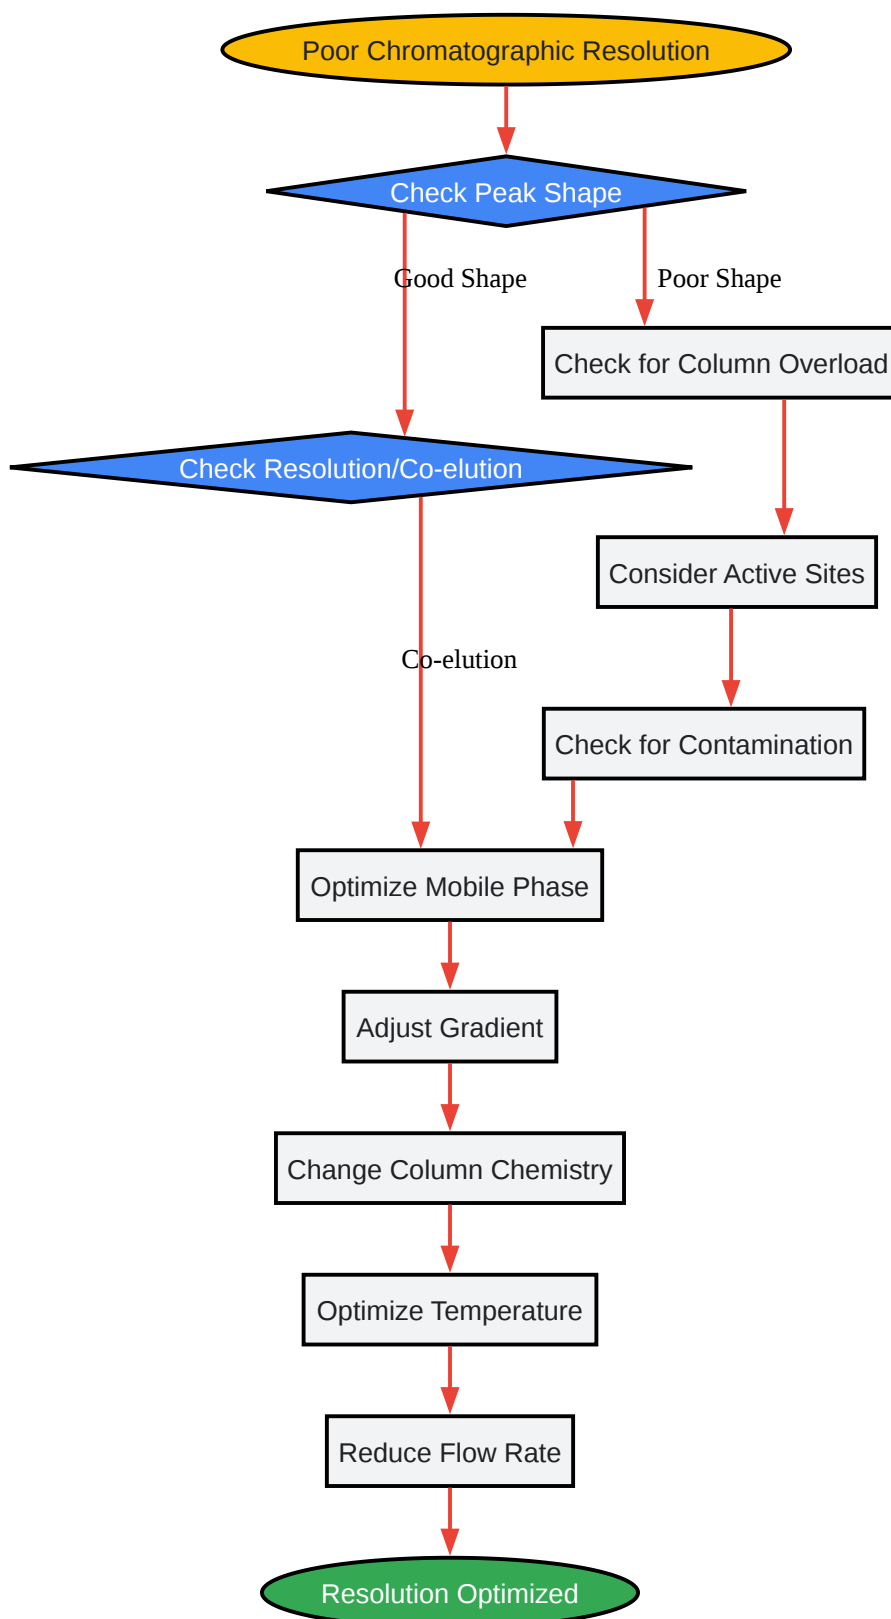 Poor Chromatographic Resolution
Check Peak Shape
Good Shape
Poor Shape
Check for Column Overload
Check Resolution/Co-elution
Consider Active Sites
Co-elution
Check for Contamination
Optimize Mobile Phase
Adjust Gradient
Change Column Chemistry
Optimize Temperature
Reduce Flow Rate
Resolution Optimized